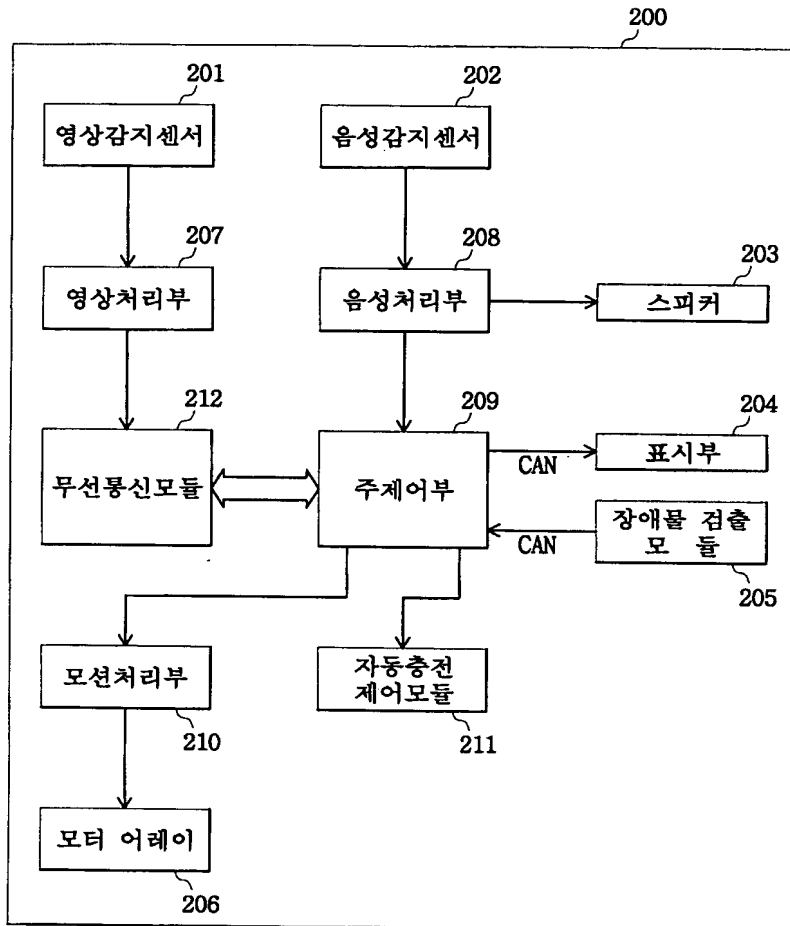 200
201
202
영상감지센서
음성감지센서
207
208
203
영상처리부
음성처리부
스피커
212
209
204
무선통신모듈
주제어부
CAN
표시부
CAN
장애물 검출
모 듈
205
모션처리부
자동충전
제어모듈
210
211
모터 어레이
206